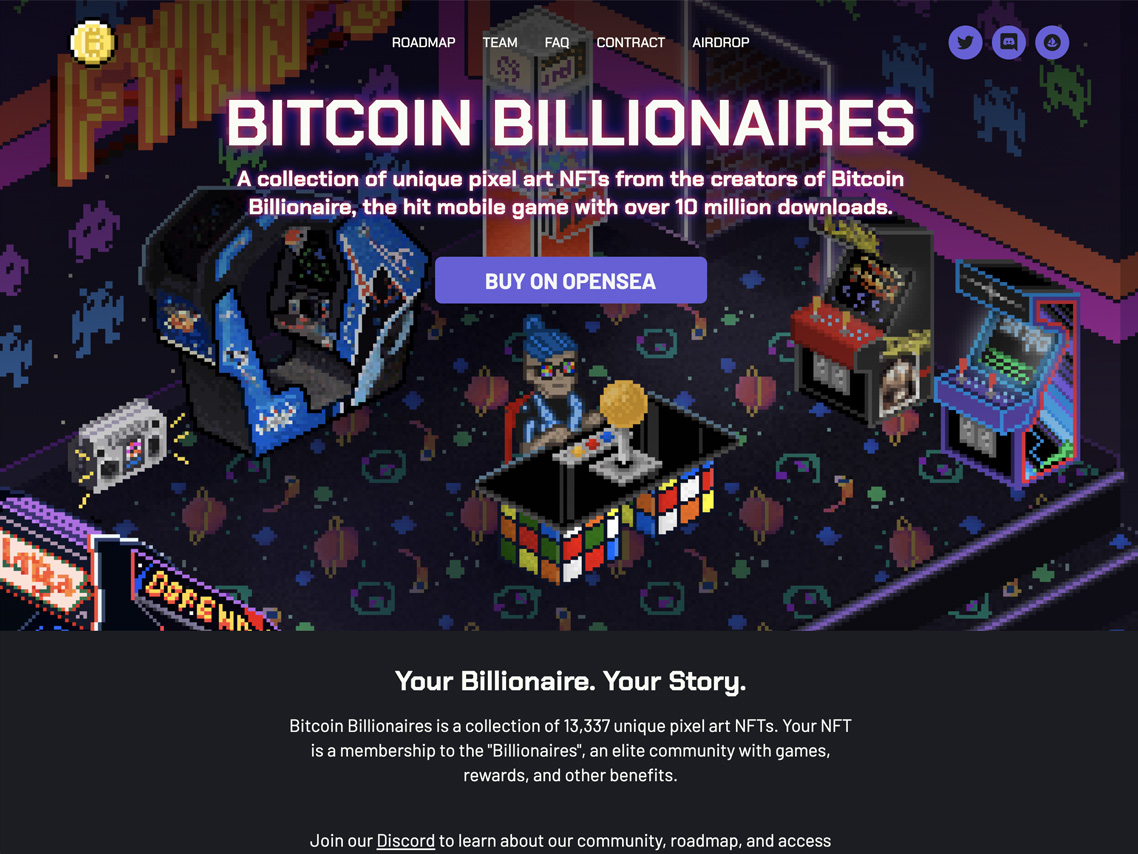 ROADMAP TEAM FAQ CONTRACT AIRDROP
BITCOIN BILLIONAIRES
A collection of unique pixel art NFTs from the creators of Bitcoin
Billionaire, the hit mobile game with over 10 million downloads.
BUY ON OPENSEA
Your Billionaire. Your Story.
Bitcoin Billionaires is a collection of 13,337 unique pixel art NFTs. Your NFT
is a membership to the "Billionaires", an elite community with games,
rewards, and other benefits.
Join our Discord to learn about our community, roadmap, and access